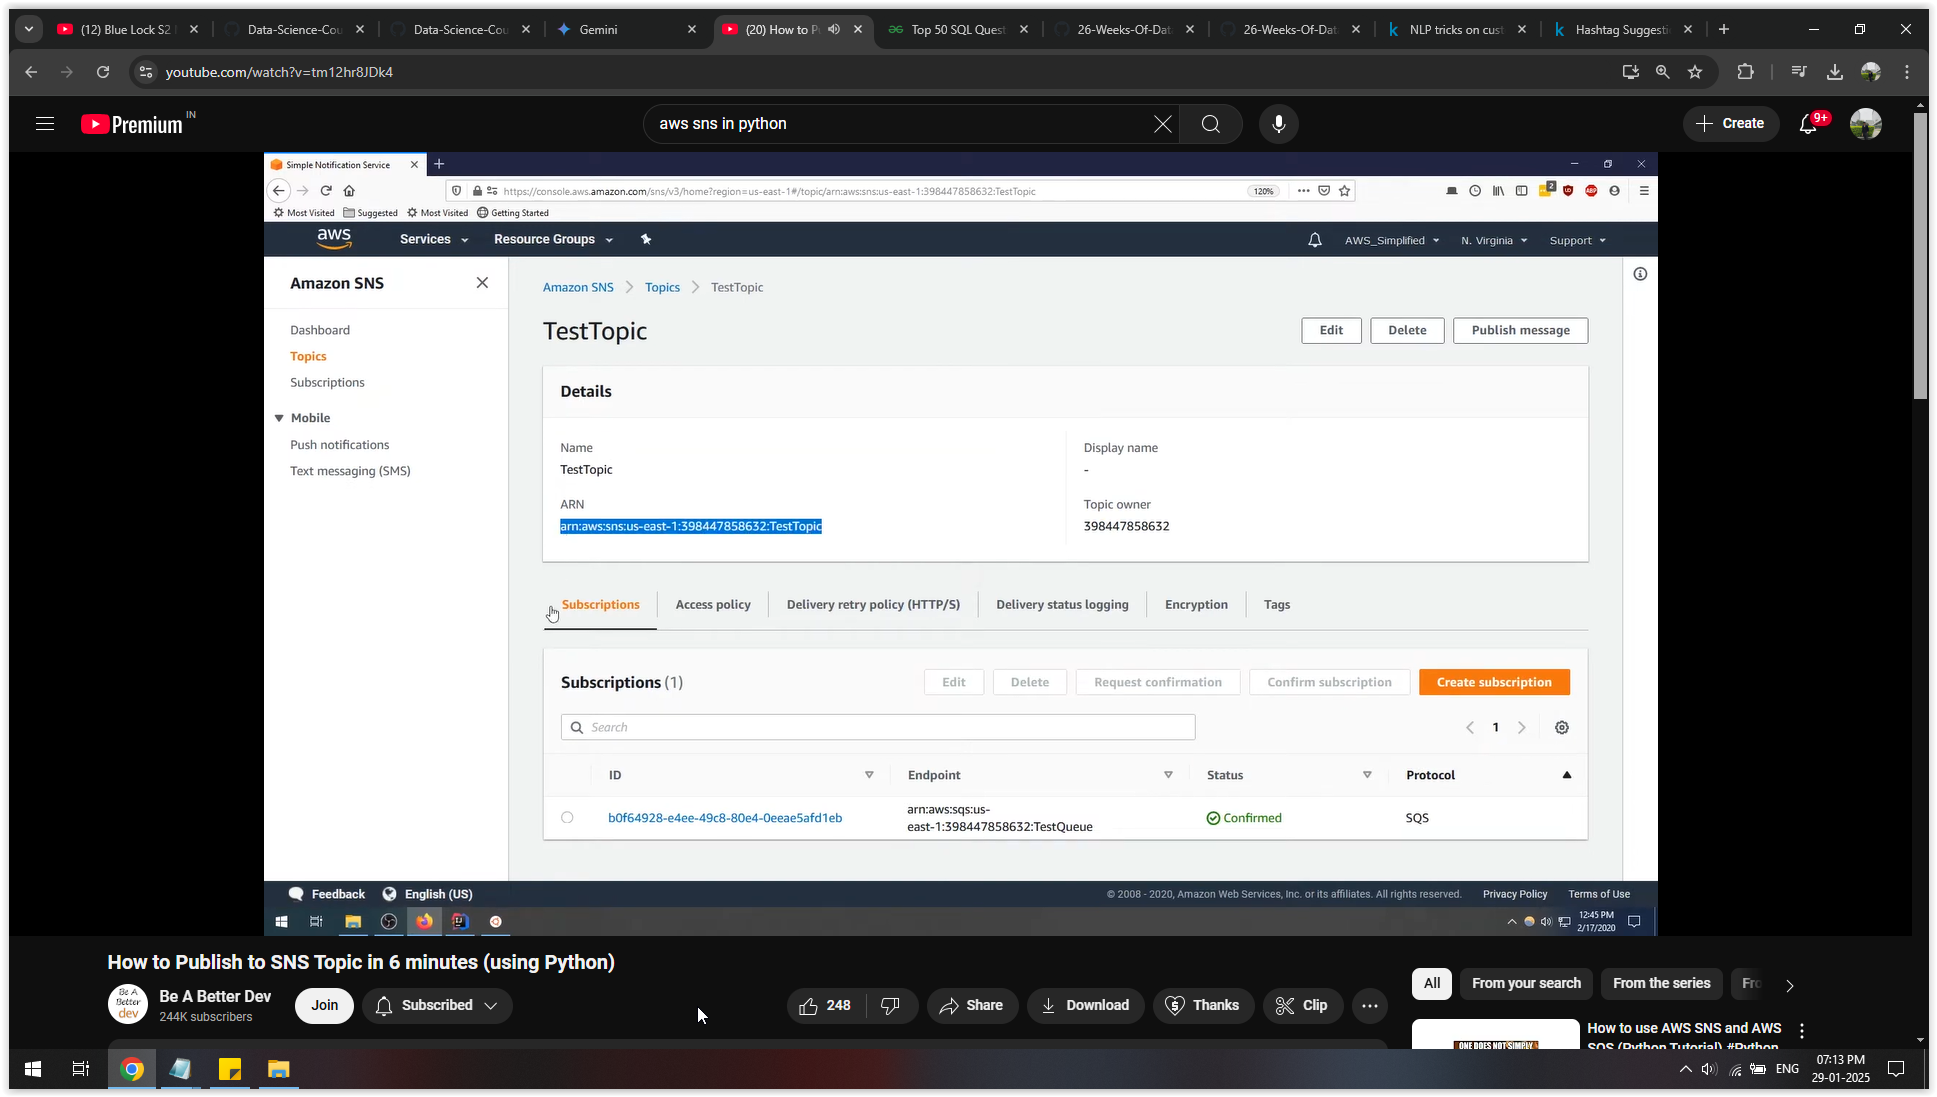 (12) Blue Lock S2
Data-Science-Cou
Data-Science-Cou
Gemini
(20) How to P
Top 50 SQL Quest
26-Weeks-Of-Dat
26-Weeks-Of-Dat
NLP tricks on cust
Hashtag Suggesti
youtube.com/watch?v=tm12hr8JDk4
Premium IN
aws sns in python
Create
9+
Simple Notification Service
https://console.aws.amazon.com/sns/v3/home?region=us-east-1#/topic/arn:aws:sns:us-east-1:398447858632:TestTopic
120%
2
Most Visited Suggested Most Visited Getting Started
aws Services Resource Groups AWS_Simplified N. Virginia Support
Amazon SNS
Dashboard
Topics
Subscriptions
Mobile
Push notifications
Text messaging (SMS)
Amazon SNS Topics TestTopic
TestTopic
Edit Delete Publish message
Details
Name
TestTopic
Display name
-
ARN
arn:aws:sns:us-east-1:398447858632:TestTopic
Topic owner
398447858632
Subscriptions Access policy Delivery retry policy (HTTP/S) Delivery status logging Encryption Tags
Subscriptions (1)
Edit Delete Request confirmation Confirm subscription Create subscription
Search
1
ID Endpoint Status Protocol
b0f64928-e4ee-49c8-80e4-0eeae5afd1eb
arn:aws:sqs:us-
east-1:398447858632:TestQueue
Confirmed
SQS
Feedback English (US)
© 2008 - 2020, Amazon Web Services, Inc. or its affiliates. All rights reserved. Privacy Policy Terms of Use
12:45 PM
2/17/2020
How to Publish to SNS Topic in 6 minutes (using Python)
Be A
Better
dev
Be A Better Dev
244K subscribers
Join
Subscribed
248
Share
Download
Thanks
Clip
All From your search From the series Fro
How to use AWS SNS and AWS
SQS (Python Tutorial) #Python
ONE DOES NOT SIMPLY
ENG
07:13 PM
29-01-2025